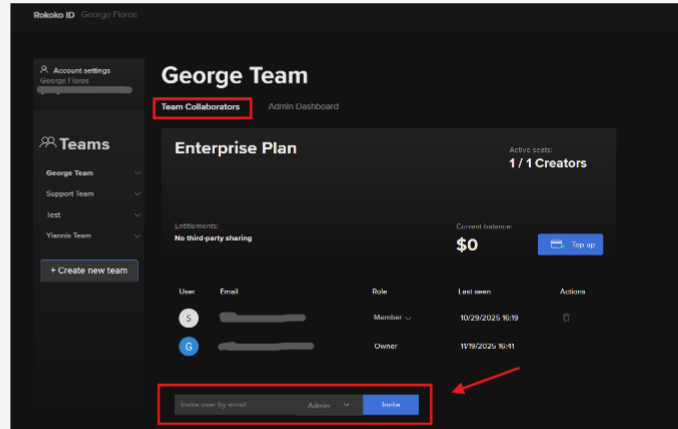 Rokoko ID George Floros
Account settings
George Floros
Teams
George Team
Support Team
Test
Yiannis Team
+ Create new team
George Team
Team Collaborators Admin Dashboard
Enterprise Plan
Active seats:
1 / 1 Creators
Entitlements:
No third-party sharing
Current balance:
$0
Top up
User Email Role Last seen Actions
S Member 10/29/2025 16:19
G Owner 11/19/2025 16:41
Invite user by email Admin Invite